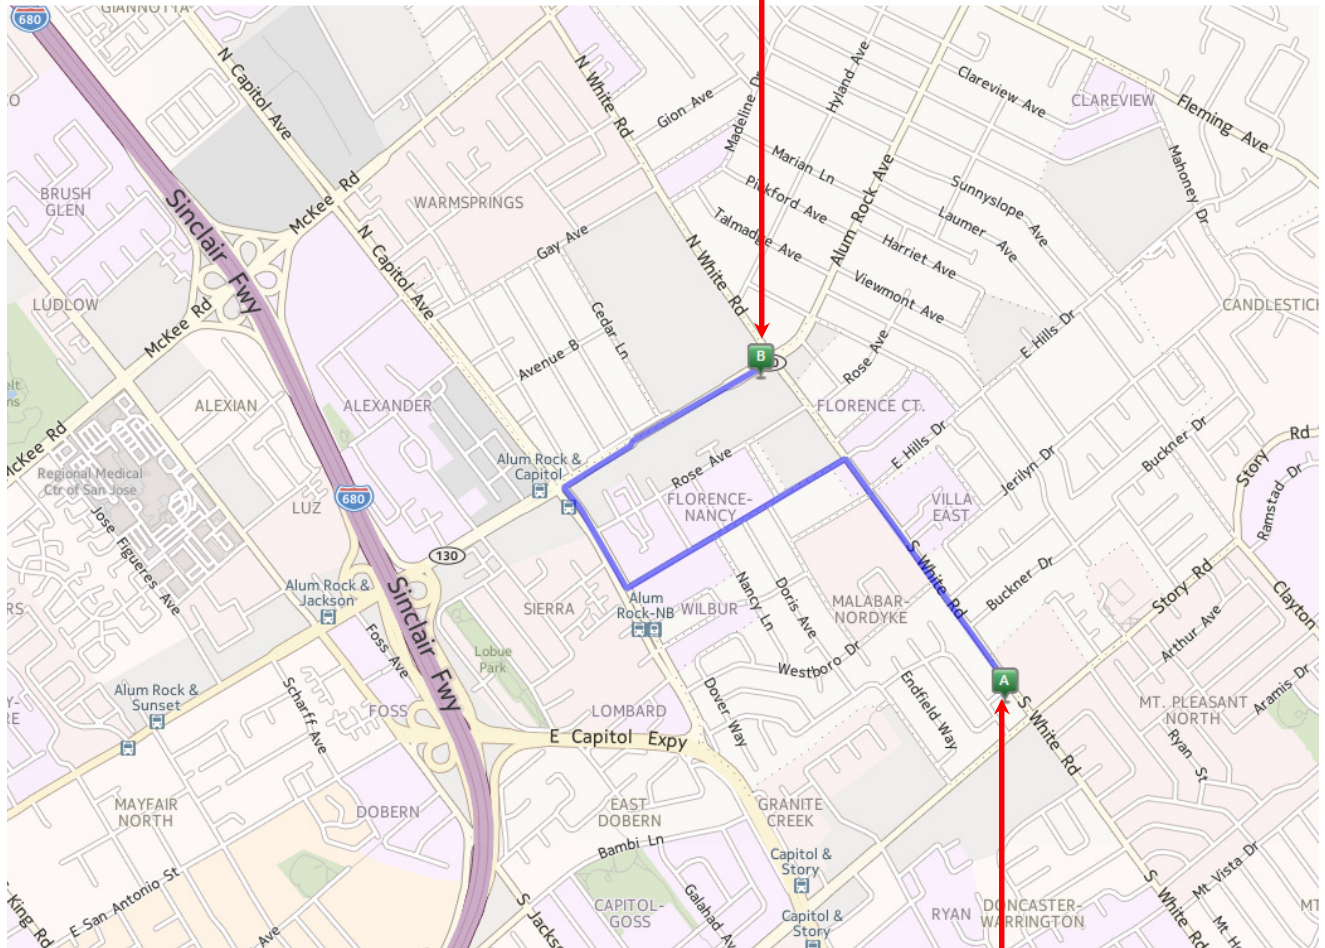 GIANNOTTA
680
N Capitol Ave
N White Rd
Gion Ave
Madeline Dr
Hyland Ave
Clareview Ave
CLAREVIEW
Fleming Ave
Mahoney Dr
BRUSH
GLEN
Sinclair Fwy
McKee Rd
WARMSPRINGS
Marian Ln
Pickford Ave
Talmadge Ave
Alum Rock Ave
Sunnyslope Ave
Laumer Ave
Harriet Ave
Viewmont Ave
N Capitol Ave
Gay Ave
N White Rd
LUDLOW
McKee Rd
Cedar Ln
Avenue B
B
E Hills Dr
CANDLESTICK
Rose Ave
ALEXIAN
ALEXANDER
FLORENCE CT.
McKee Rd
Regional Medical
Ctr of San Jose
Alum Rock &
Capitol
Rose Ave
E Hills Dr
Jerilyn Dr
Buckner Dr
Story Rd
Ramstad Dr
LUZ
680
FLORENCE-
NANCY
VILLA
EAST
Jose Figueres Ave
130
S White Rd
Alum Rock &
Jackson
Sinclair Fwy
SIERRA
Alum
Rock-NB
WILBUR
Nancy Ln
Doris Ave
MALABAR-
NORDYKE
Buckner Dr
Story Rd
Clayton
Arthur Ave
Foss Ave
Lobue
Park
Westboro Dr
A
Aramis Dr
Alum Rock &
Sunset
Scharff Ave
FOSS
LOMBARD
Dover Way
Endfield Way
S White Rd
MT. PLEASANT
NORTH
Ryan St
E Capitol Expy
MAYFAIR
NORTH
DOBERN
EAST
DOBERN
GRANITE
CREEK
Bambi Ln
Capitol &
Story
Mt Vista Dr
S White Rd
E San Antonio St
King Rd
Ave
S Jackson
CAPITOL-
GOSS
Galahad Av
Capitol &
Story
RYAN
DONCASTER-
WARRINGTON
Mt H
MT